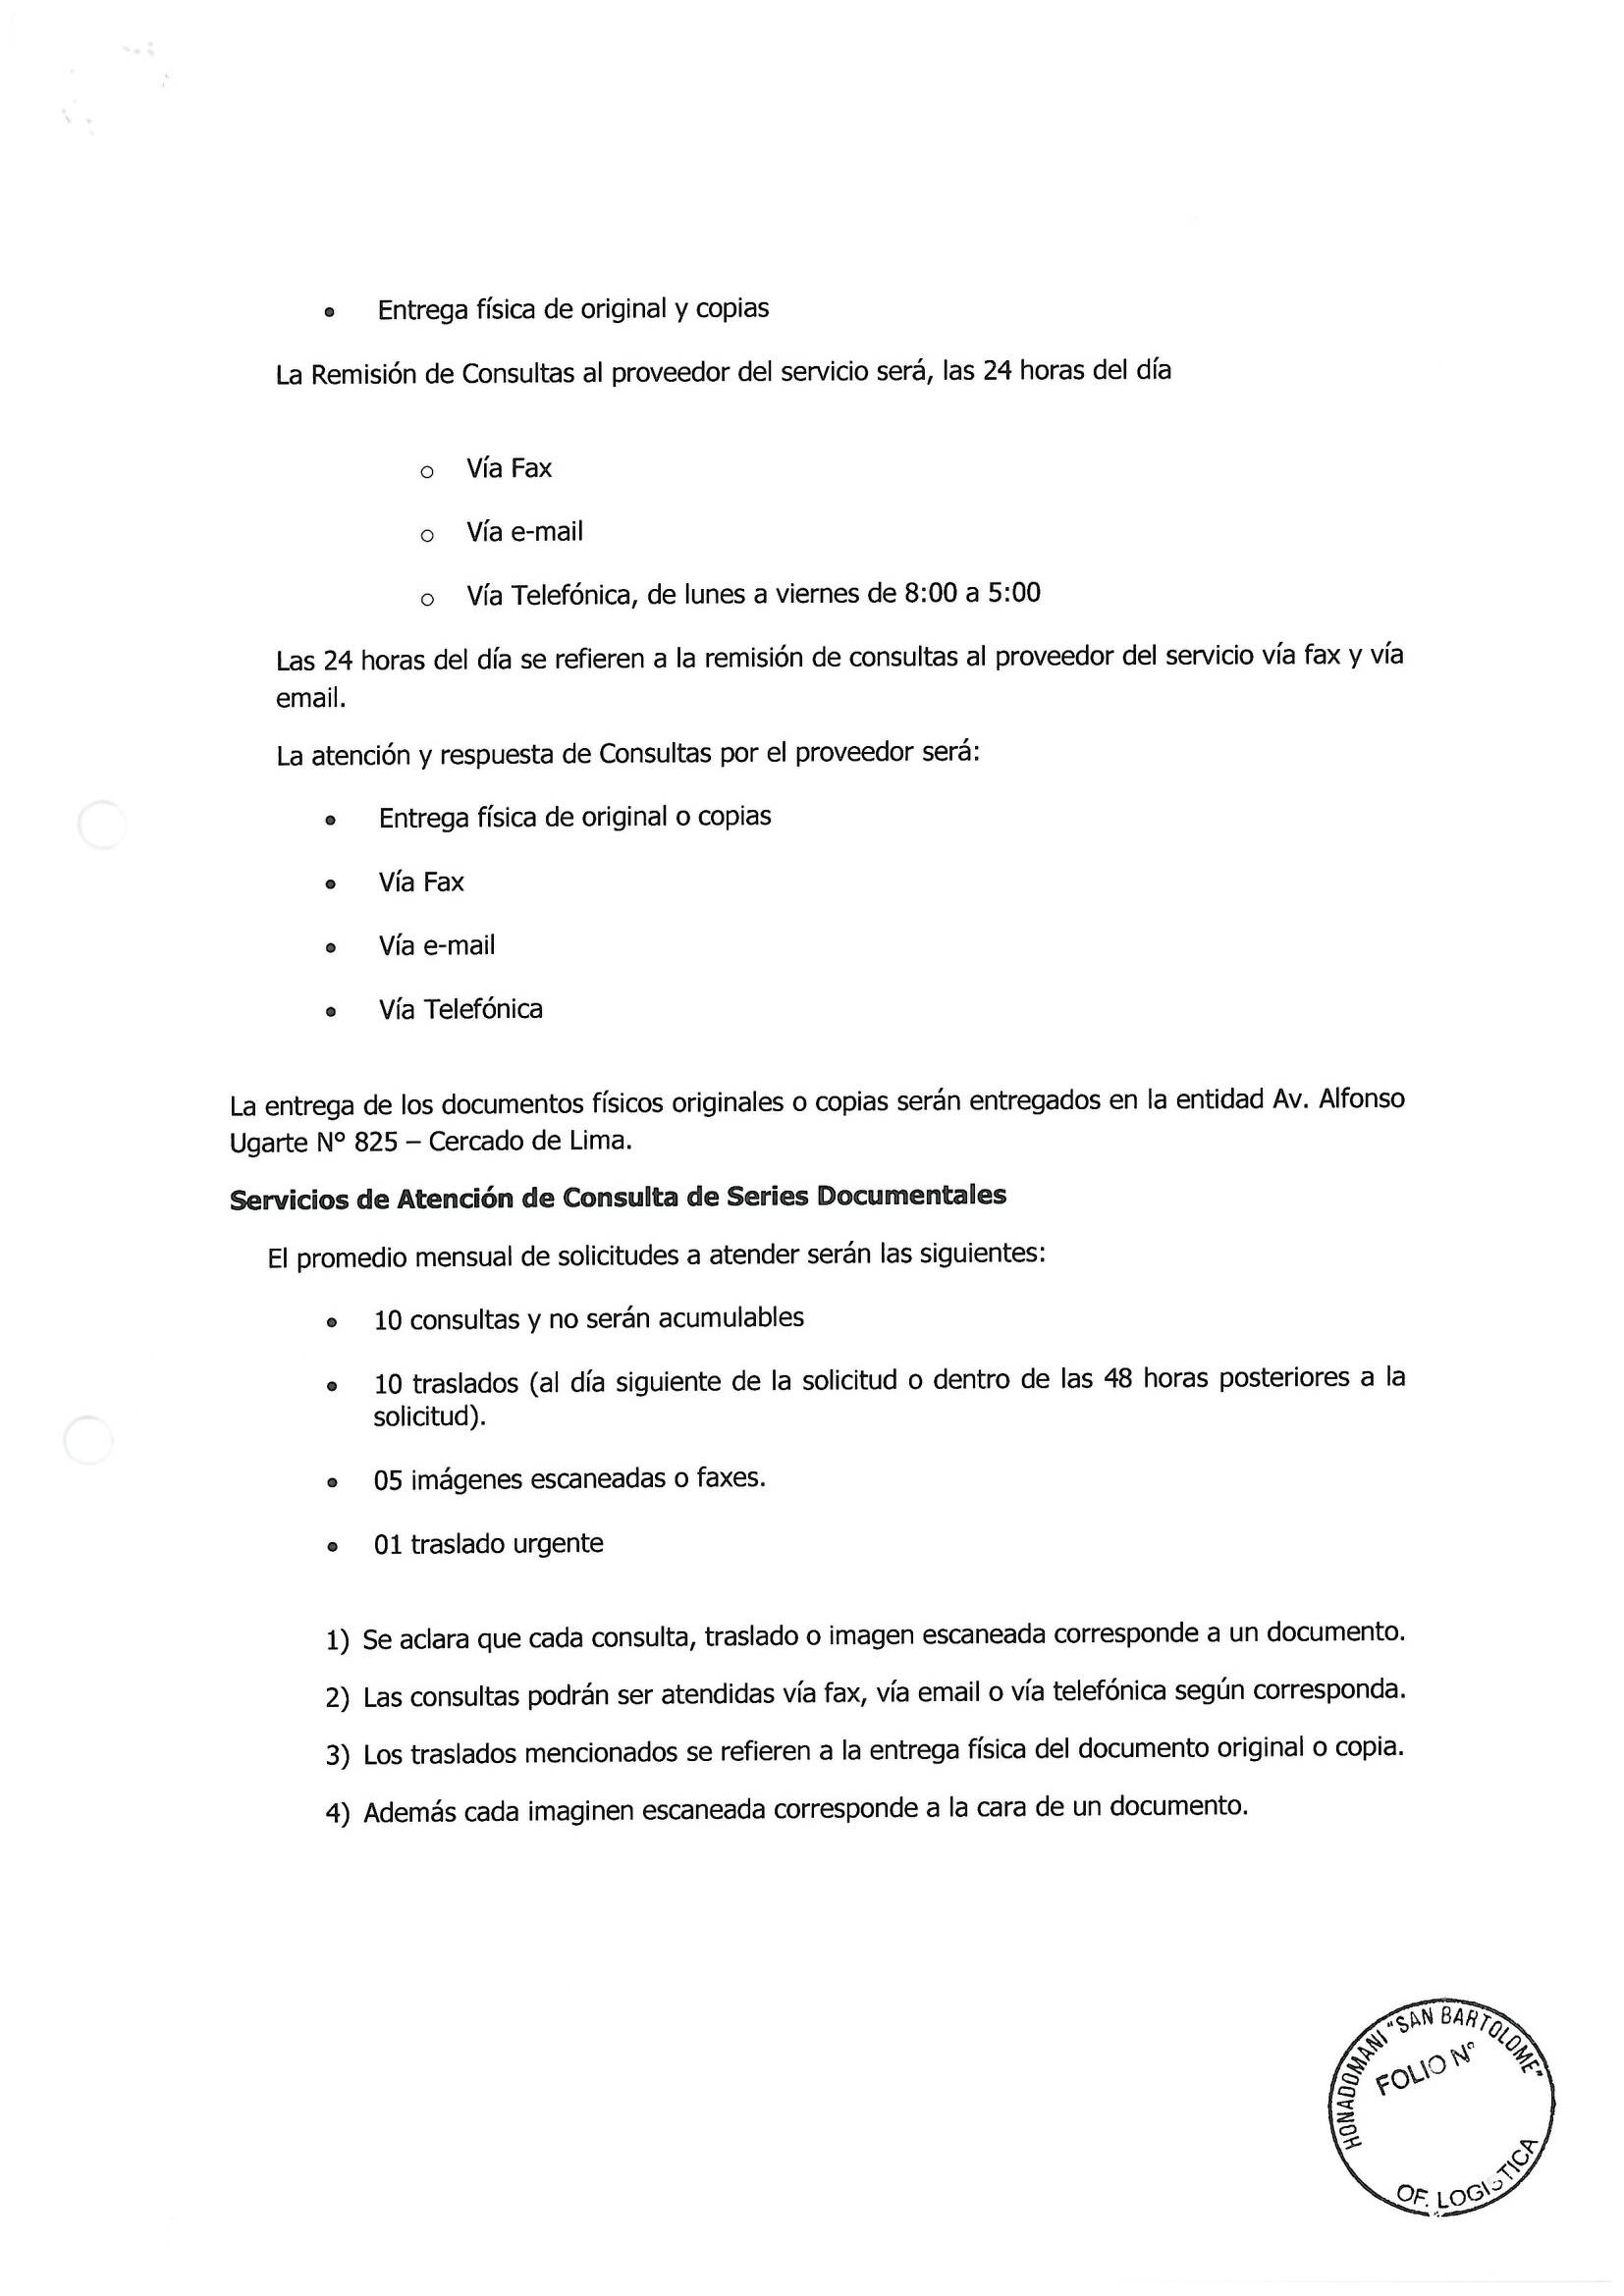 • Entrega física de original y copias
La Remisión de Consultas al proveedor del servicio será, las 24 horas del día
o Vía Fax
o Vía e-mail
o Vía Telefónica, de lunes a viernes de 8:00 a 5:00
Las 24 horas del día se refieren a la remisión de consultas al proveedor del servicio vía fax y vía
email.
La atención y respuesta de Consultas por el proveedor será:
• Entrega física de original o copias
• Vía Fax
• Vía e-mail
• Vía Telefónica
La entrega de los documentos físicos originales o copias serán entregados en la entidad Av. Alfonso
Ugarte Nº 825 – Cercado de Lima.
Servicios de Atención de Consulta de Series Documentales
El promedio mensual de solicitudes a atender serán las siguientes:
• 10 consultas y no serán acumulables
• 10 traslados (al día siguiente de la solicitud o dentro de las 48 horas posteriores a la
solicitud).
• 05 imágenes escaneadas o faxes.
• 01 traslado urgente
1) Se aclara que cada consulta, traslado o imagen escaneada corresponde a un documento.
2) Las consultas podrán ser atendidas vía fax, vía email o vía telefónica según corresponda.
3) Los traslados mencionados se refieren a la entrega física del documento original o copia.
4) Además cada imaginen escaneada corresponde a la cara de un documento.
HONADOMANI "SAN BARTOLOME"
FOLIO Nº
OF. LOGISTICA